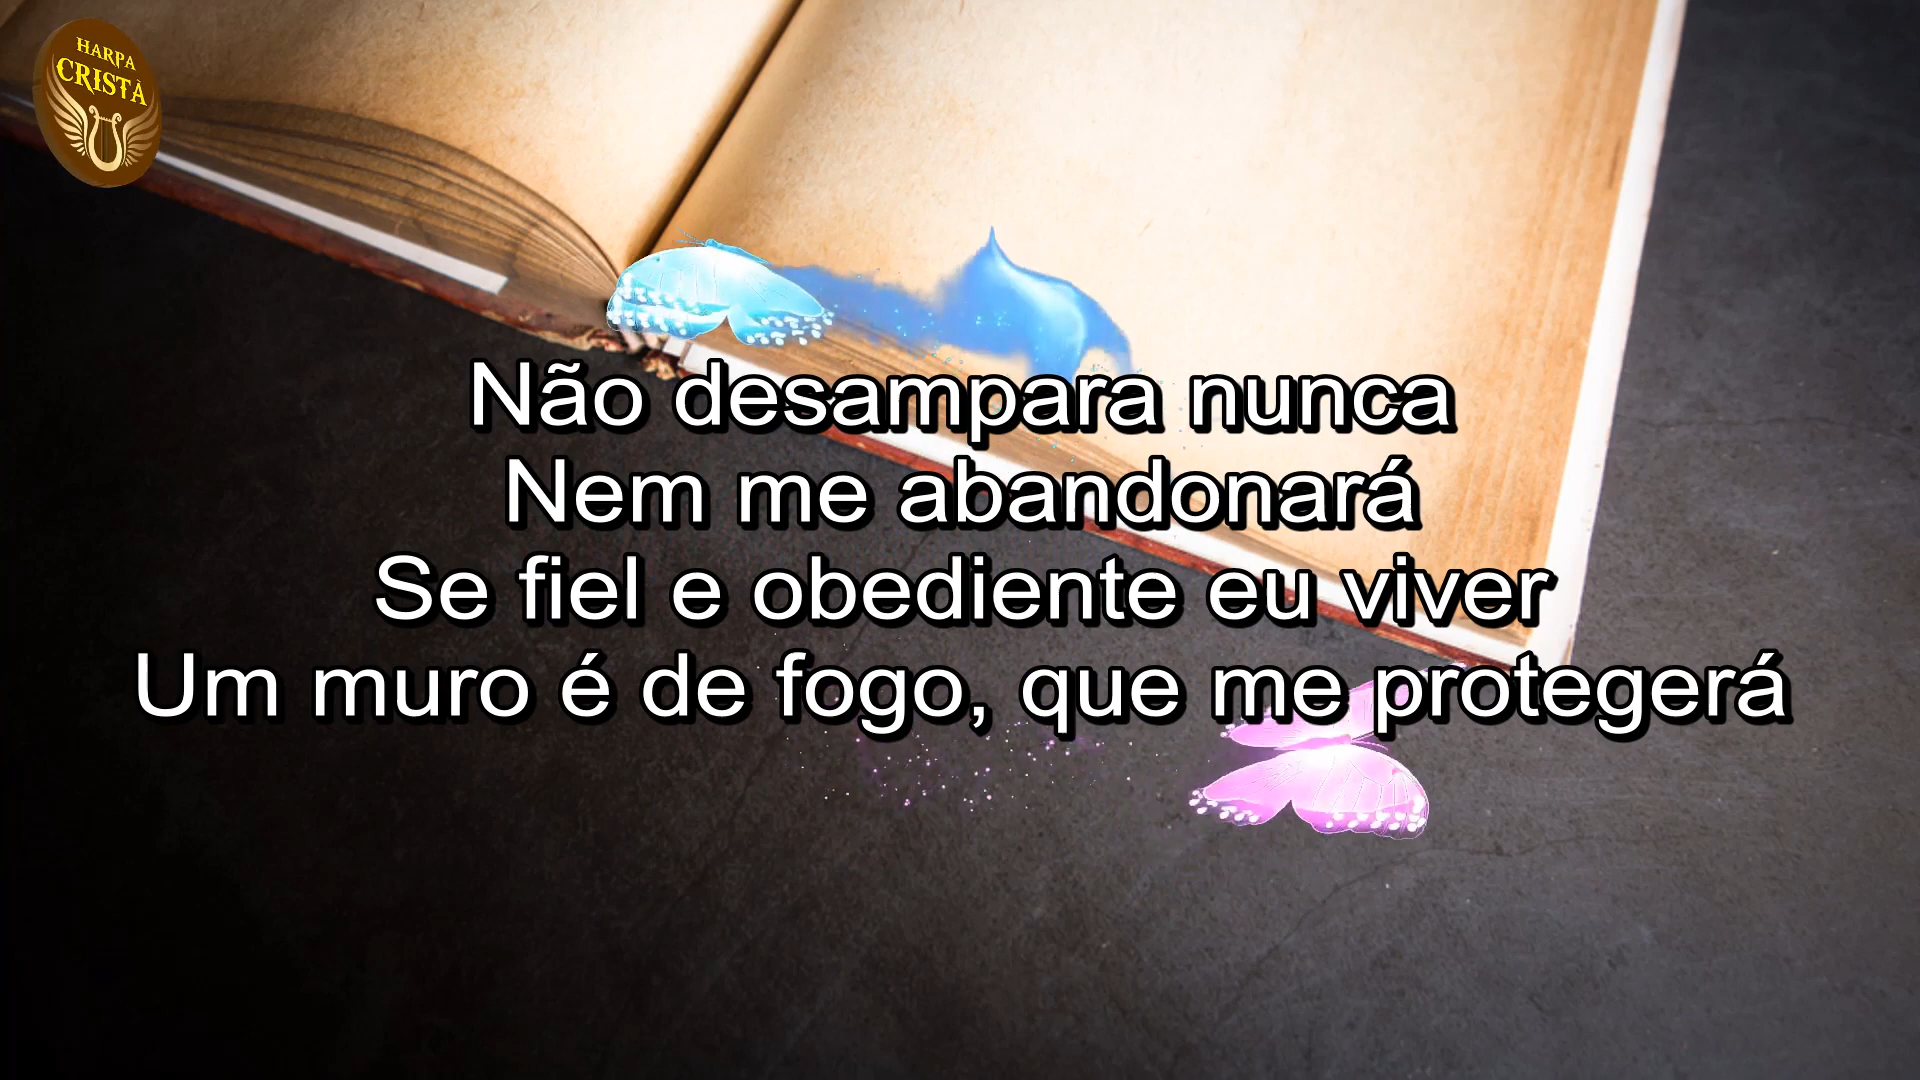 HARPA
CRISTÃ
Não desampara nunca
Nem me abandonará
Se fiel e obediente eu viver
Um muro é de fogo, que me protegerá